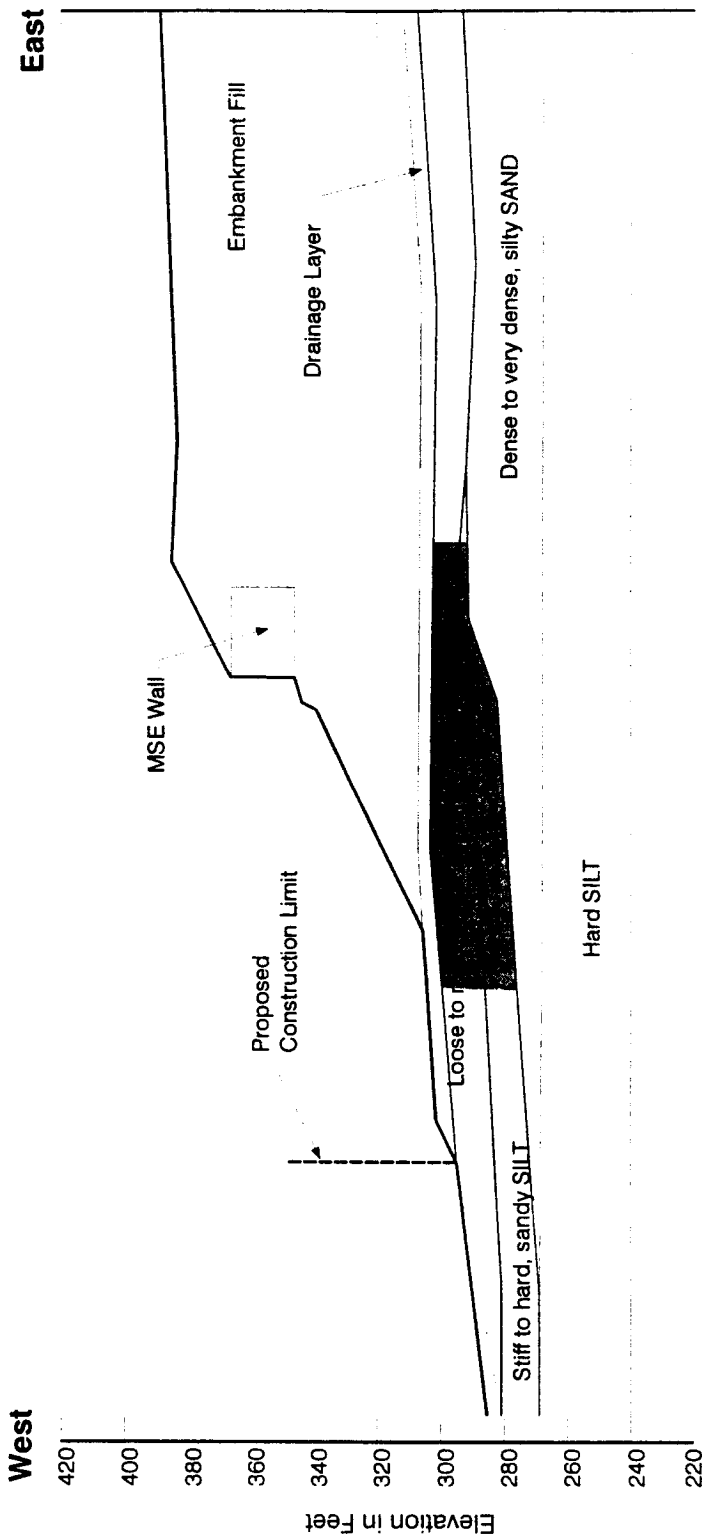 West
East
420
400
380
360
340
320
300
280
260
240
220
Elevation in Feet
Proposed
Construction Limit
MSE Wall
Embankment Fill
Drainage Layer
Loose to
Stiff to hard, sandy SILT
Hard SILT
Dense to very dense, silty SAND